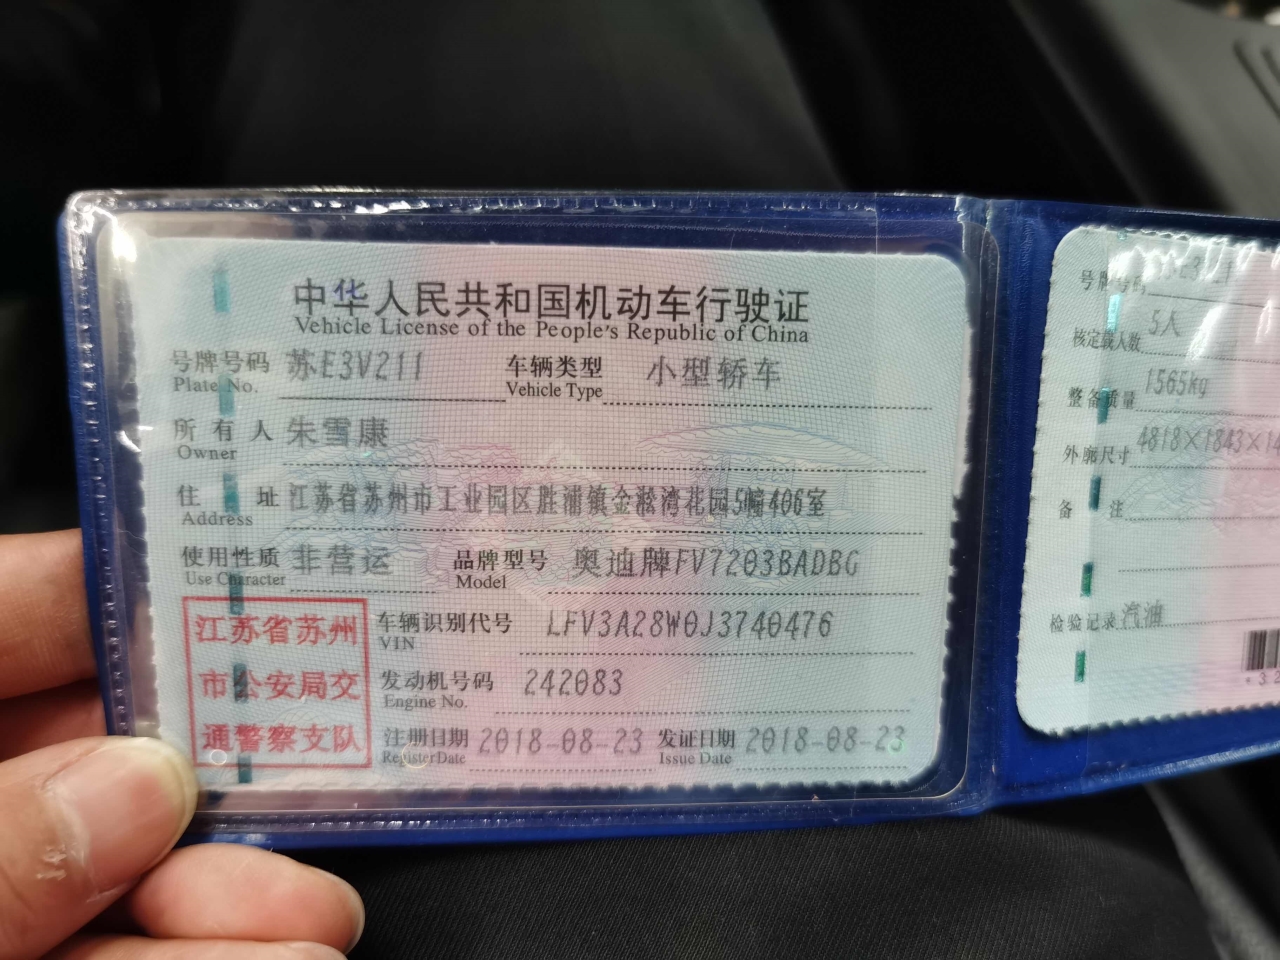 中华人民共和国机动车行驶证
Vehicle License of the People's Republic of China
号牌号码 苏E3V211 车辆类型 小型轿车
Plate No. Vehicle Type
所有人 朱雪康
Owner
住址 江苏省苏州市工业园区胜浦镇金淞湾花园5幢406室
Address
使用性质 非营运 品牌型号 奥迪牌FV7203BADBG
Use Character Model
车辆识别代号 LFV3A28W0J3740476
VIN
发动机号码 242083
Engine No.
注册日期 2018-08-23 发证日期 2018-08-23
Register Date Issue Date
江苏省苏州
市公安局交
通警察支队
号牌号码
核定载人数 5人
整备质量 1565kg
外廓尺寸 4818×1843×14
备注
检验记录 汽油